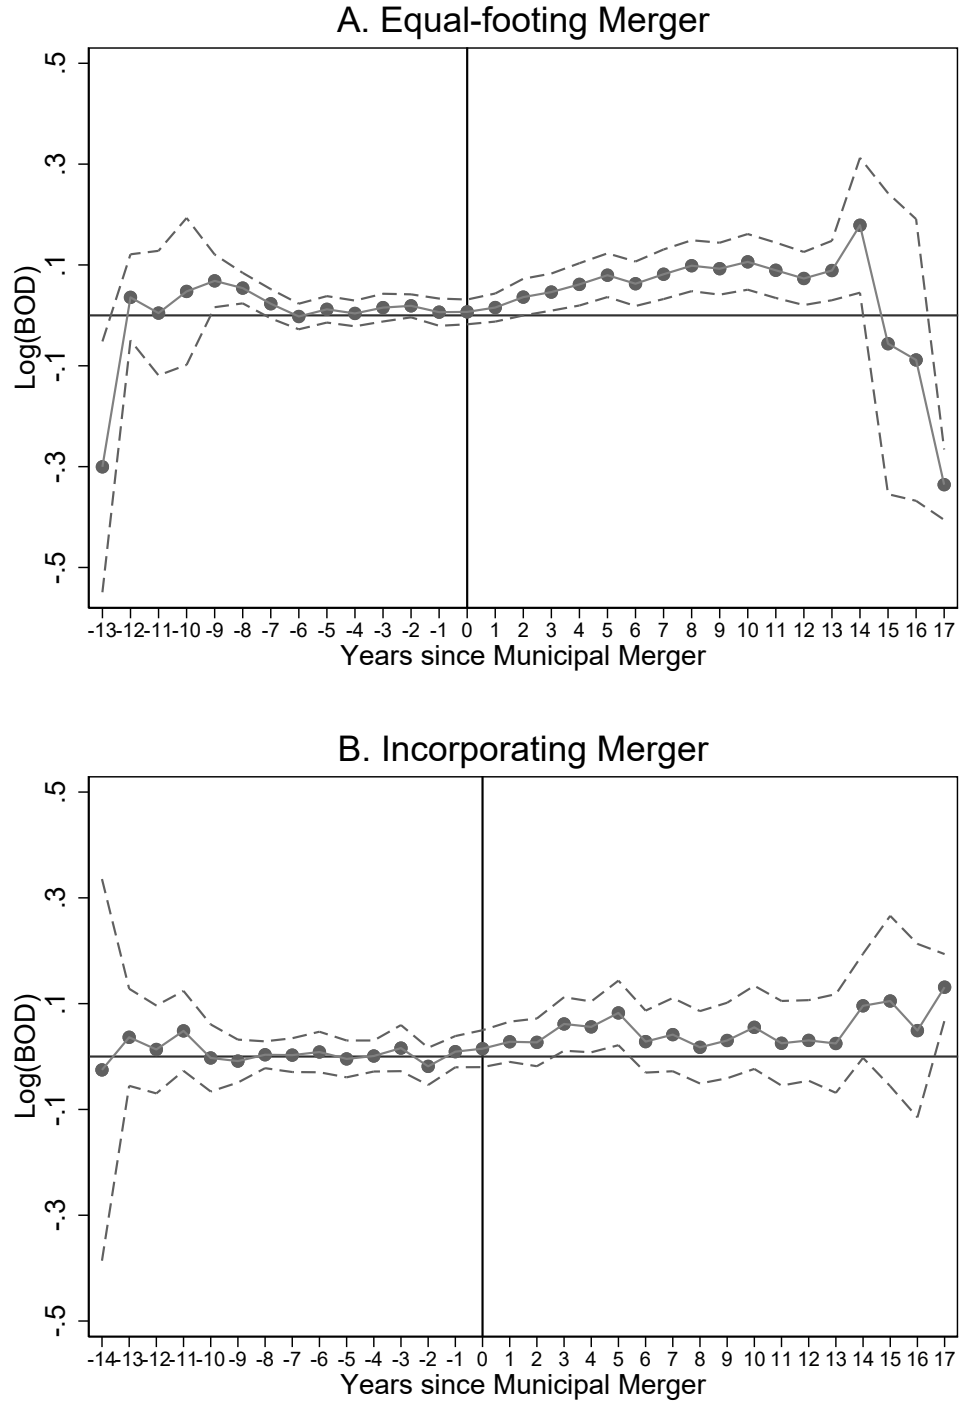 A. Equal-footing Merger
Log(BOD)
.5
.3
.1
-.1
-.3
-.5
-13 -12 -11 -10 -9 -8 -7 -6 -5 -4 -3 -2 -1 0 1 2 3 4 5 6 7 8 9 10 11 12 13 14 15 16 17
Years since Municipal Merger
B. Incorporating Merger
Log(BOD)
.5
.3
.1
-.1
-.3
-.5
-14 -13 -12 -11 -10 -9 -8 -7 -6 -5 -4 -3 -2 -1 0 1 2 3 4 5 6 7 8 9 10 11 12 13 14 15 16 17
Years since Municipal Merger